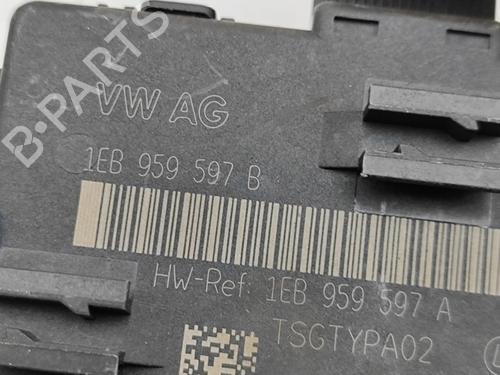 B-PARTS
VW AG
1EB 959 597 B
HW-Ref: 1EB 959 597 A
TSGTYPA02